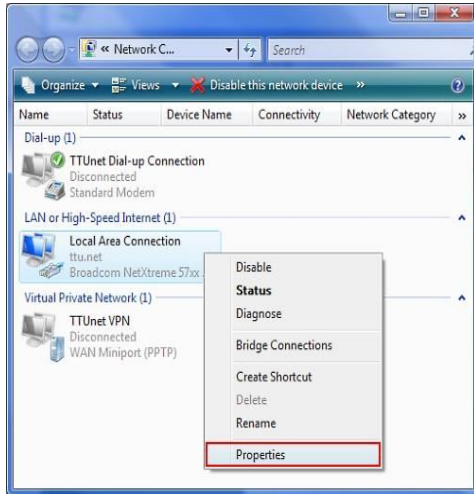 « Network C...
Search
Organize Views Disable this network device »
Name Status Device Name Connectivity Network Category »
Dial-up (1)
TTUnet Dial-up Connection
Disconnected
Standard Modem
LAN or High-Speed Internet (1)
Local Area Connection
ttu.net
Broadcom NetXtreme 57xx ..
Virtual Private Network (1)
TTUnet VPN
Disconnected
WAN Miniport (PPTP)
Disable
Status
Diagnose
Bridge Connections
Create Shortcut
Delete
Rename
Properties